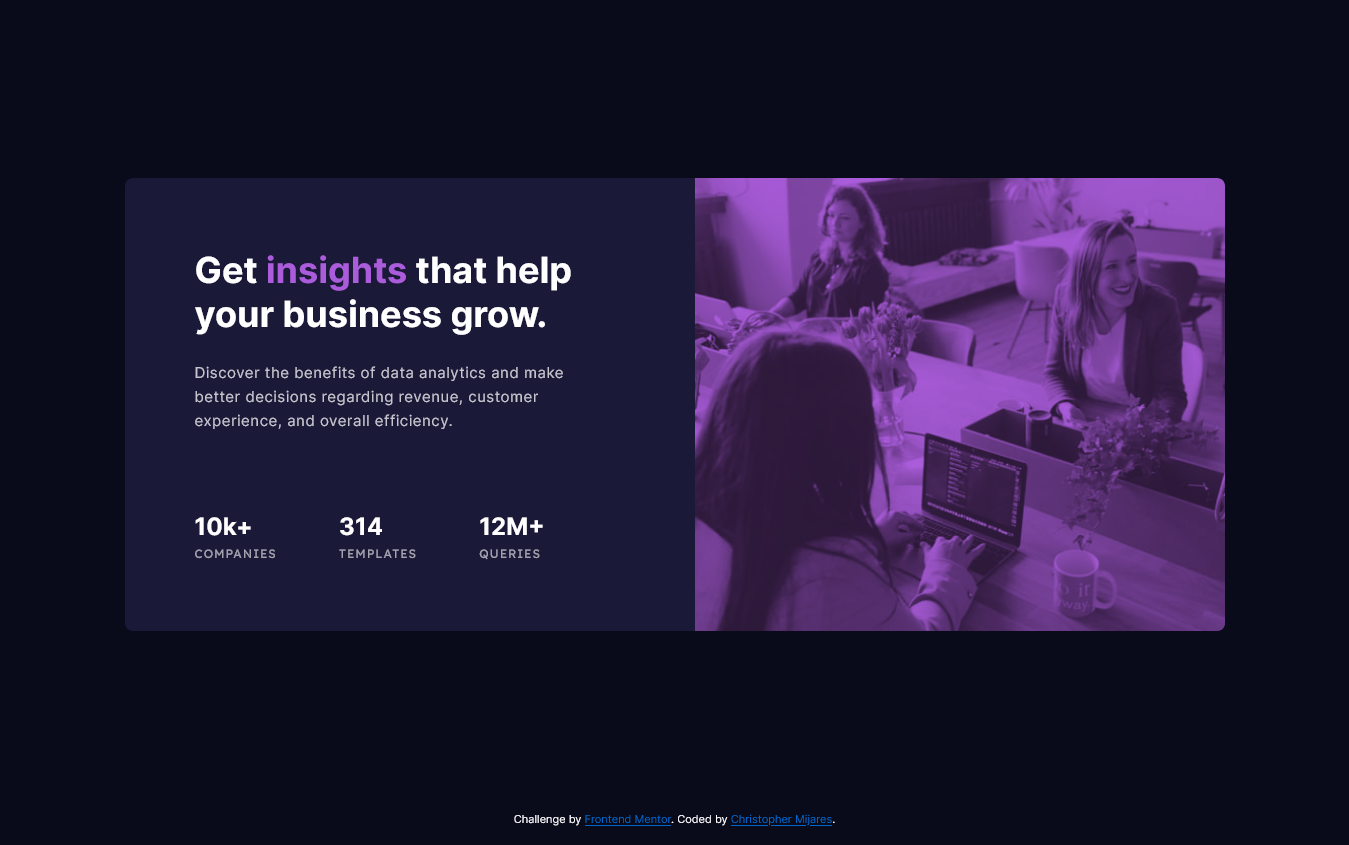 Get insights that help
your business grow.
Discover the benefits of data analytics and make
better decisions regarding revenue, customer
experience, and overall efficiency.
10k+ 314 12M+
COMPANIES TEMPLATES QUERIES
Challenge by Frontend Mentor. Coded by Christopher Mijares.